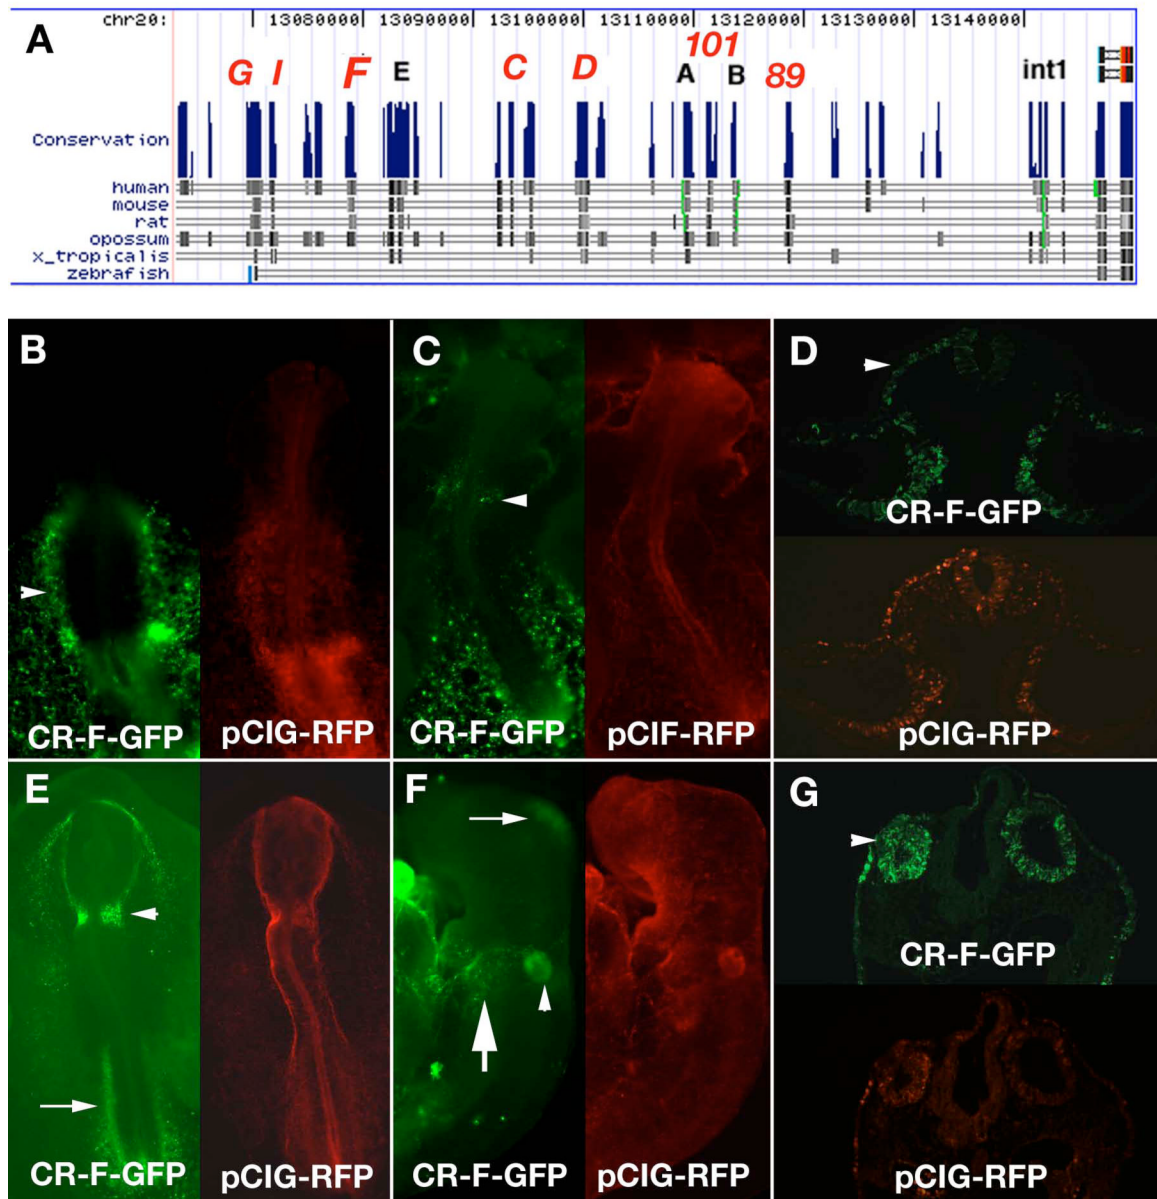 A
chr20: 13080000 13090000 13100000 13110000 13120000 13130000 13140000
101
G I F E C D A B 89 int1
Conservation
human
mouse
rat
opossum
x_tropicalis
zebrafish
B
C
D
CR-F-GFP
pCIG-RFP
CR-F-GFP
pCIF-RFP
CR-F-GFP
pCIG-RFP
E
F
G
CR-F-GFP
pCIG-RFP
CR-F-GFP
pCIG-RFP
CR-F-GFP
pCIG-RFP